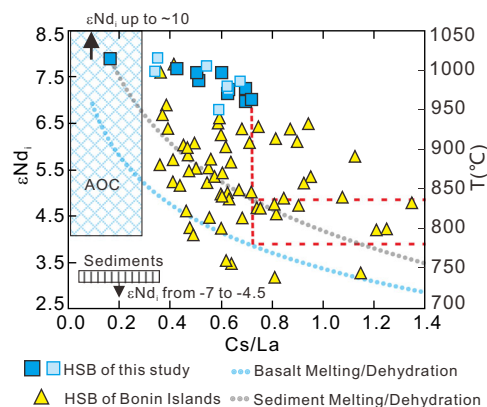 εNdi up to ~10
AOC
Sediments
εNdi from -7 to -4.5
8.5
7.5
6.5
5.5
4.5
3.5
2.5
εNdi
1050
1000
950
900
850
800
750
700
T(℃)
0.0 0.2 0.4 0.6 0.8 1.0 1.2 1.4
Cs/La
HSB of this study
Basalt Melting/Dehydration
HSB of Bonin Islands
Sediment Melting/Dehydration